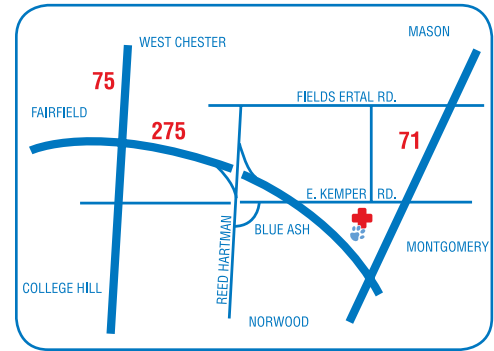 MASON
WEST CHESTER
75
FIELDS ERTAL RD.
FAIRFIELD
275
71
E. KEMPER RD.
BLUE ASH
REED HARTMAN
MONTGOMERY
COLLEGE HILL
NORWOOD